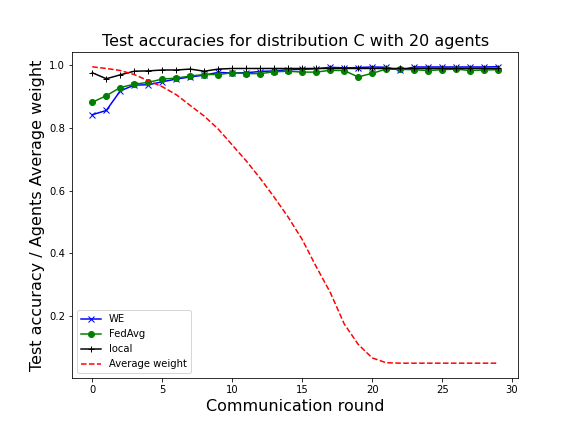 Test accuracies for distribution C with 20 agents
Test accuracy / Agents Average weight
1.0
0.8
0.6
0.4
0.2
WE
FedAvg
local
Average weight
0 5 10 15 20 25 30
Communication round